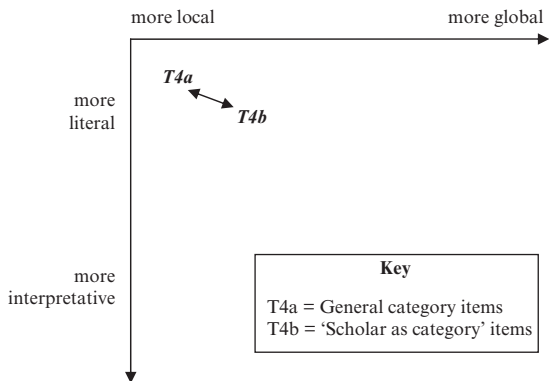 more local
more global
T4a
T4b
more
literal
more
interpretative
Key
T4a = General category items
T4b = ‘Scholar as category’ items